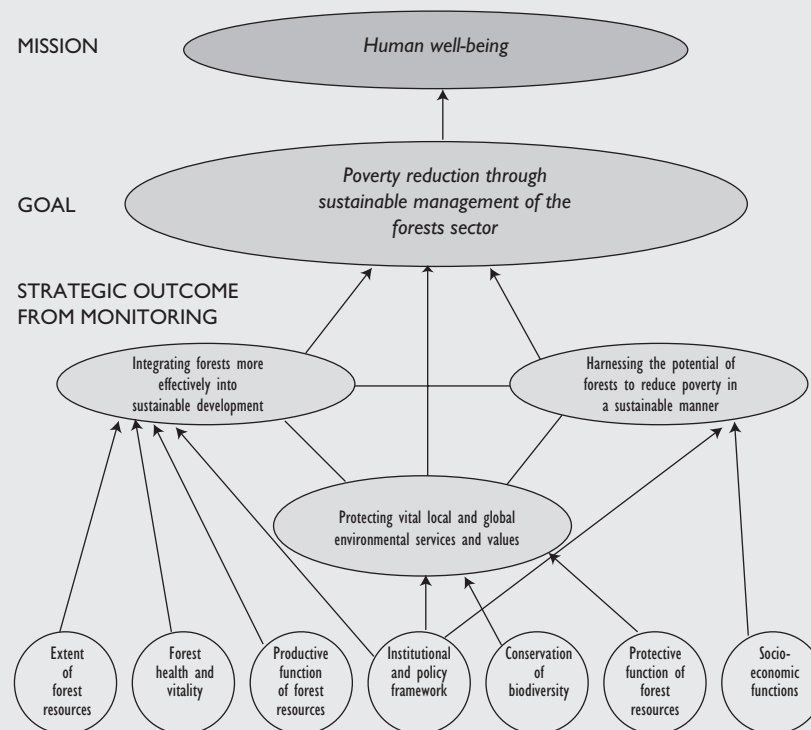 MISSION
Human well-being
GOAL
Poverty reduction through
sustainable management of the
forests sector
STRATEGIC OUTCOME
FROM MONITORING
Integrating forests more
effectively into
sustainable development
Harnessing the potential of
forests to reduce poverty in
a sustainable manner
Protecting vital local and global
environmental services and values
Extent
of
forest
resources
Forest
health and
vitality
Productive
function
of forest
resources
Institutional
and policy
framework
Conservation
of
biodiversity
Protective
function of
forest
resources
Socio-
economic
functions